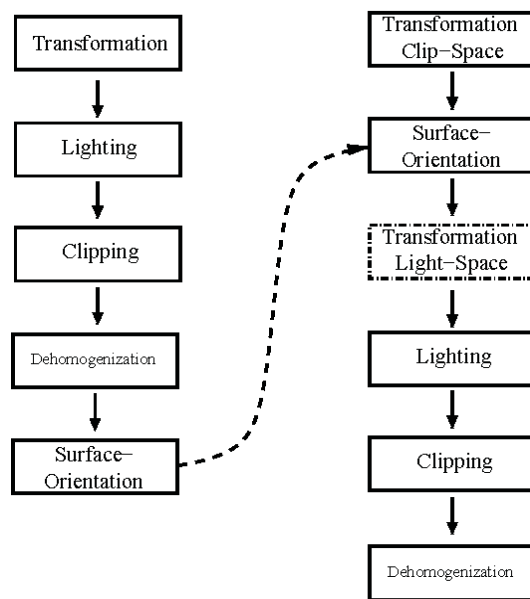 Transformation
Lighting
Clipping
Dehomogenization
Surface−
Orientation
Transformation
Clip−Space
Surface−
Orientation
Transformation
Light−Space
Lighting
Clipping
Dehomogenization